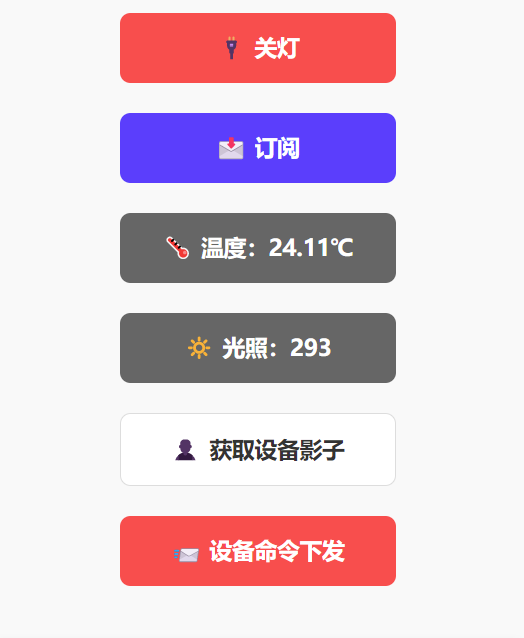 关灯
订阅
温度：24.11℃
光照：293
获取设备影子
设备命令下发